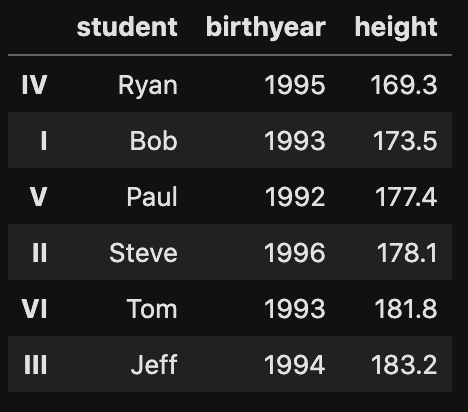 student birthyear height
IV Ryan 1995 169.3
I Bob 1993 173.5
V Paul 1992 177.4
II Steve 1996 178.1
VI Tom 1993 181.8
III Jeff 1994 183.2